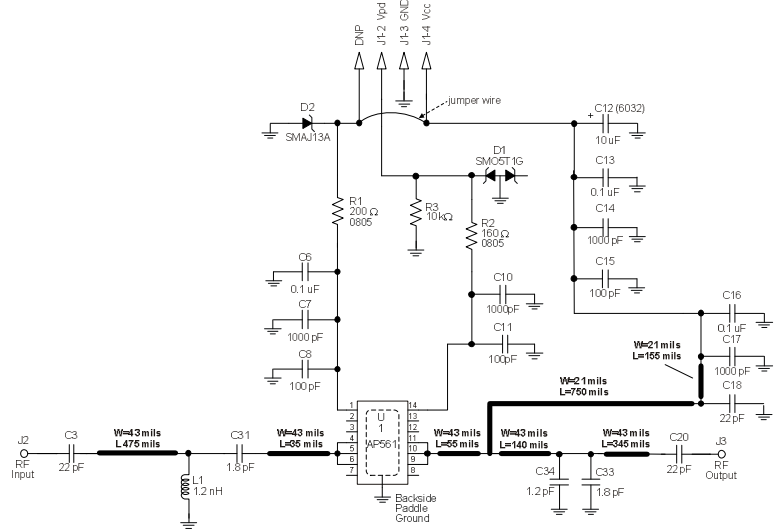 DNP
J1-2 Vpd
J1-3 GND
J1-4 Vcc
jumper wire
D2
SMAJ13A
C12 (6032)
+
10 uF
D1
SMO5T1G
C13
0.1 uF
R1
200 Ω
0805
R3
10kΩ
R2
160 Ω
0805
C14
1000 pF
C15
100 pF
C6
0.1 uF
C7
1000 pF
C8
100 pF
C10
1000pF
C11
100pF
C16
0.1 uF
C17
1000 pF
C18
22 pF
W=21 mils
L=155 mils
W=21 mils
L=750 mils
J2
RF
Input
C3
22 pF
W=43 mils
L 475 mils
L1
1.2 nH
C31
1.8 pF
W=43 mils
L=35 mils
1
2
3
4
5
6
7
U
1
AP561
14
13
12
11
10
9
8
Backside
Paddle
Ground
W=43 mils
L=55 mils
W=43 mils
L=140 mils
C34
1.2 pF
C33
1.8 pF
W=43 mils
L=345 mils
C20
22 pF
J3
RF
Output